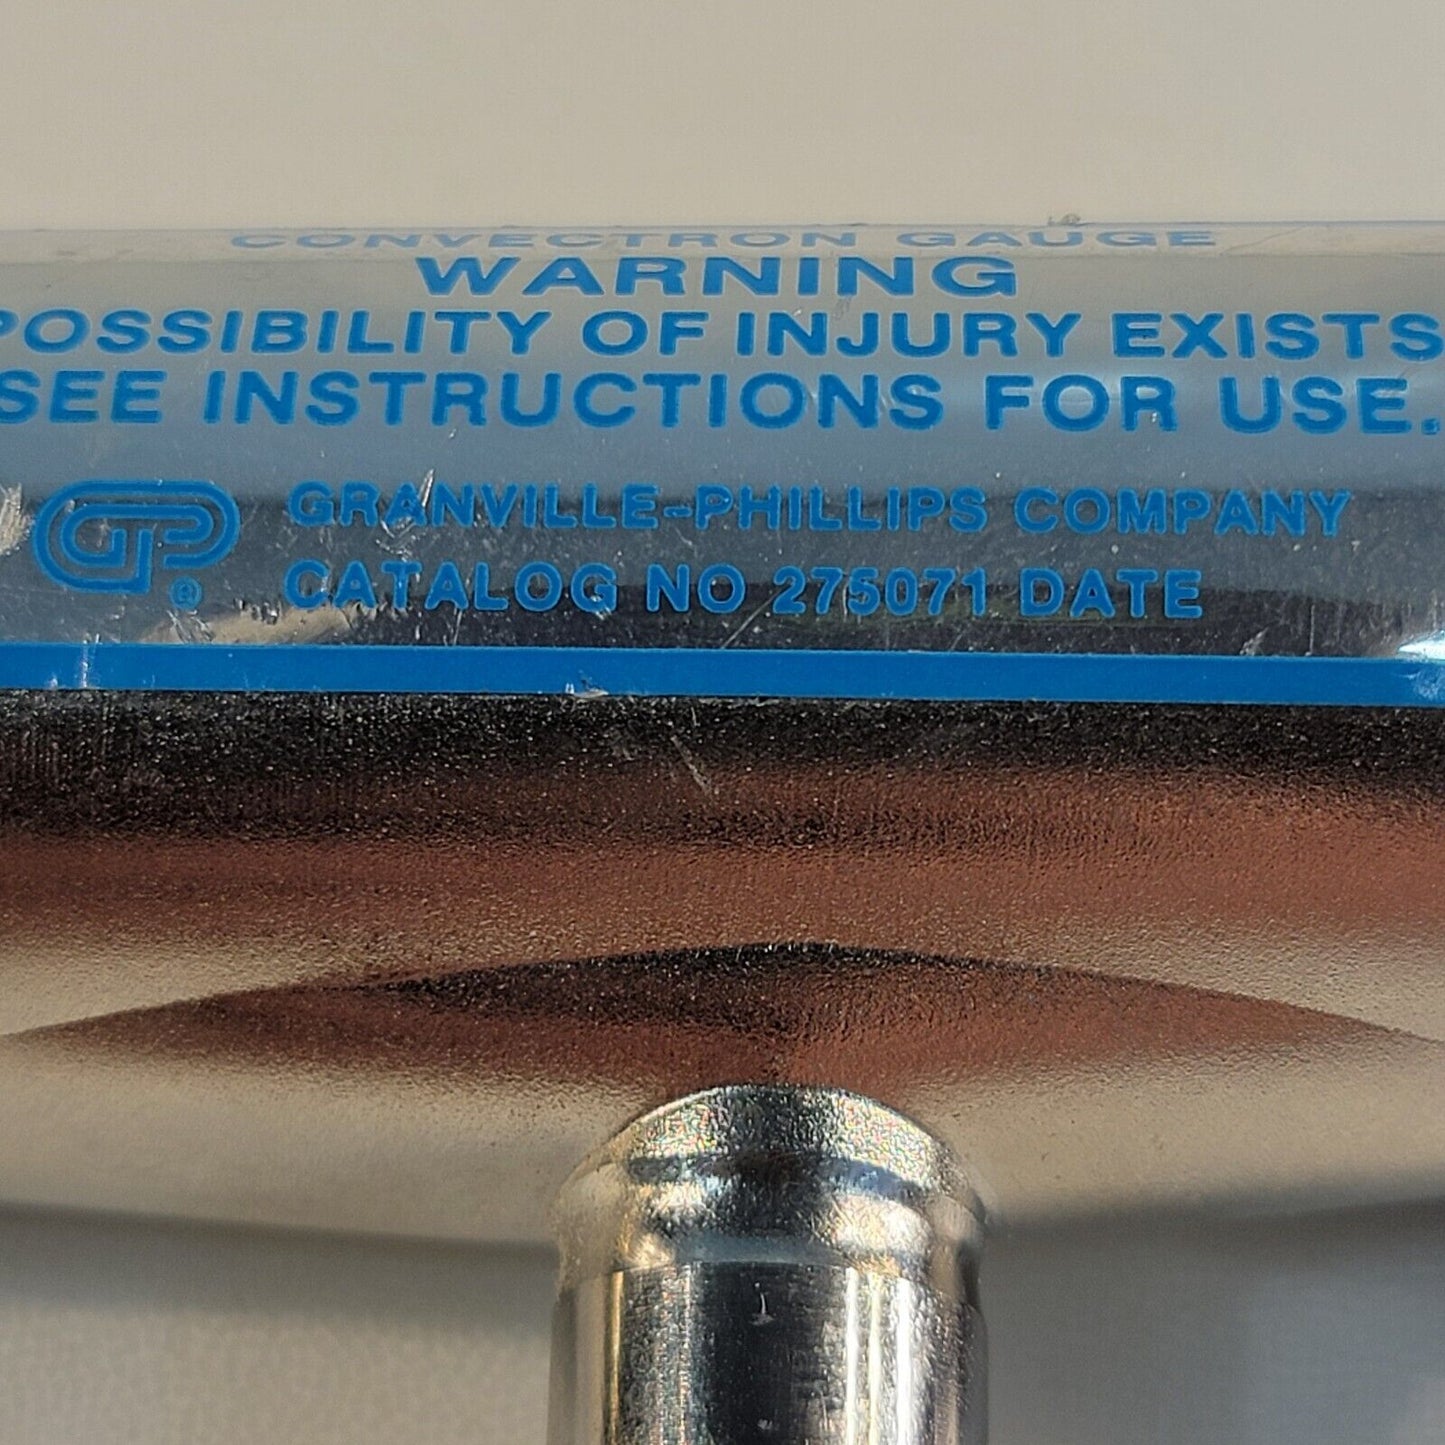 CONVECTRON GAUGE
WARNING
POSSIBILITY OF INJURY EXISTS
SEE INSTRUCTIONS FOR USE.
GP®
GRANVILLE-PHILLIPS COMPANY
CATALOG NO 275071 DATE